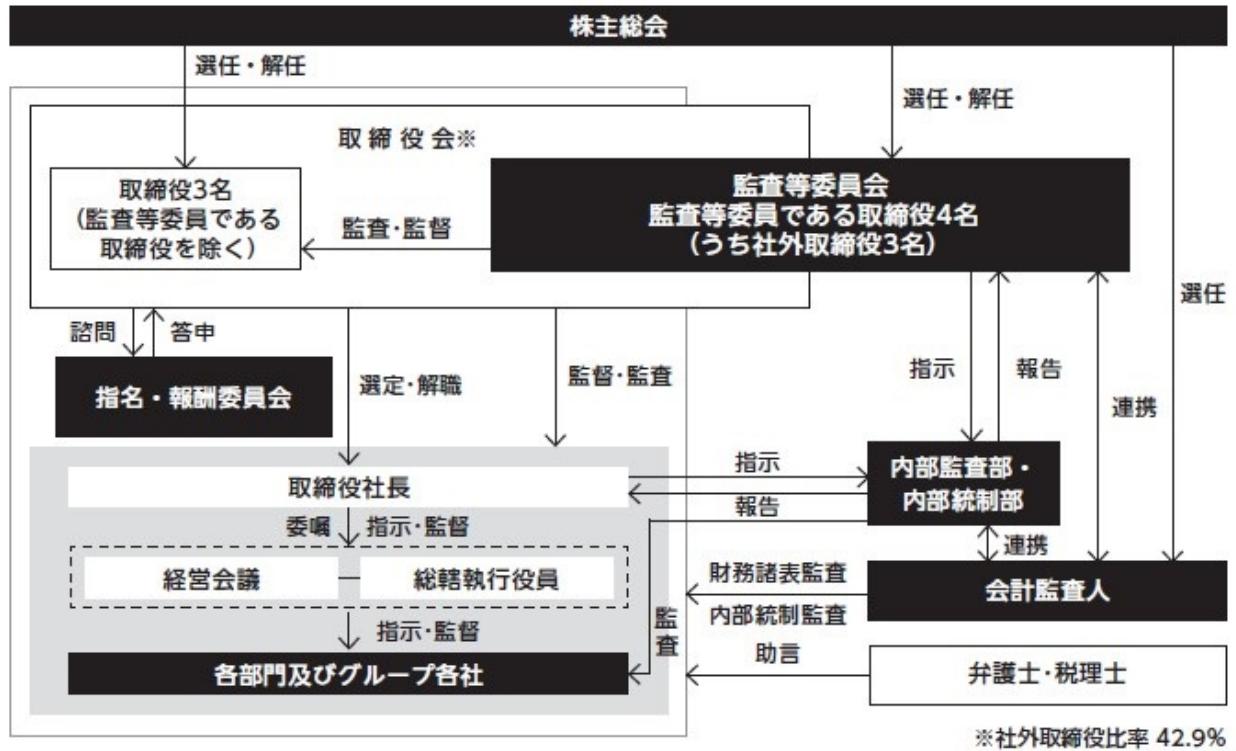 株主総会
選任・解任
選任・解任
取締役会※
取締役3名
(監査等委員である
取締役を除く)
監査・監督
監査等委員会
監査等委員である取締役4名
(うち社外取締役3名)
選任
諮問
答申
指名・報酬委員会
選定・解職
監督・監査
指示
報告
連携
取締役社長
指示
報告
内部監査部・
内部統制部
委嘱
指示・監督
連携
経営会議
総轄執行役員
財務諸表監査
内部統制監査
会計監査人
指示・監督
監査
助言
各部門及びグループ各社
弁護士・税理士
※社外取締役比率 42.9%